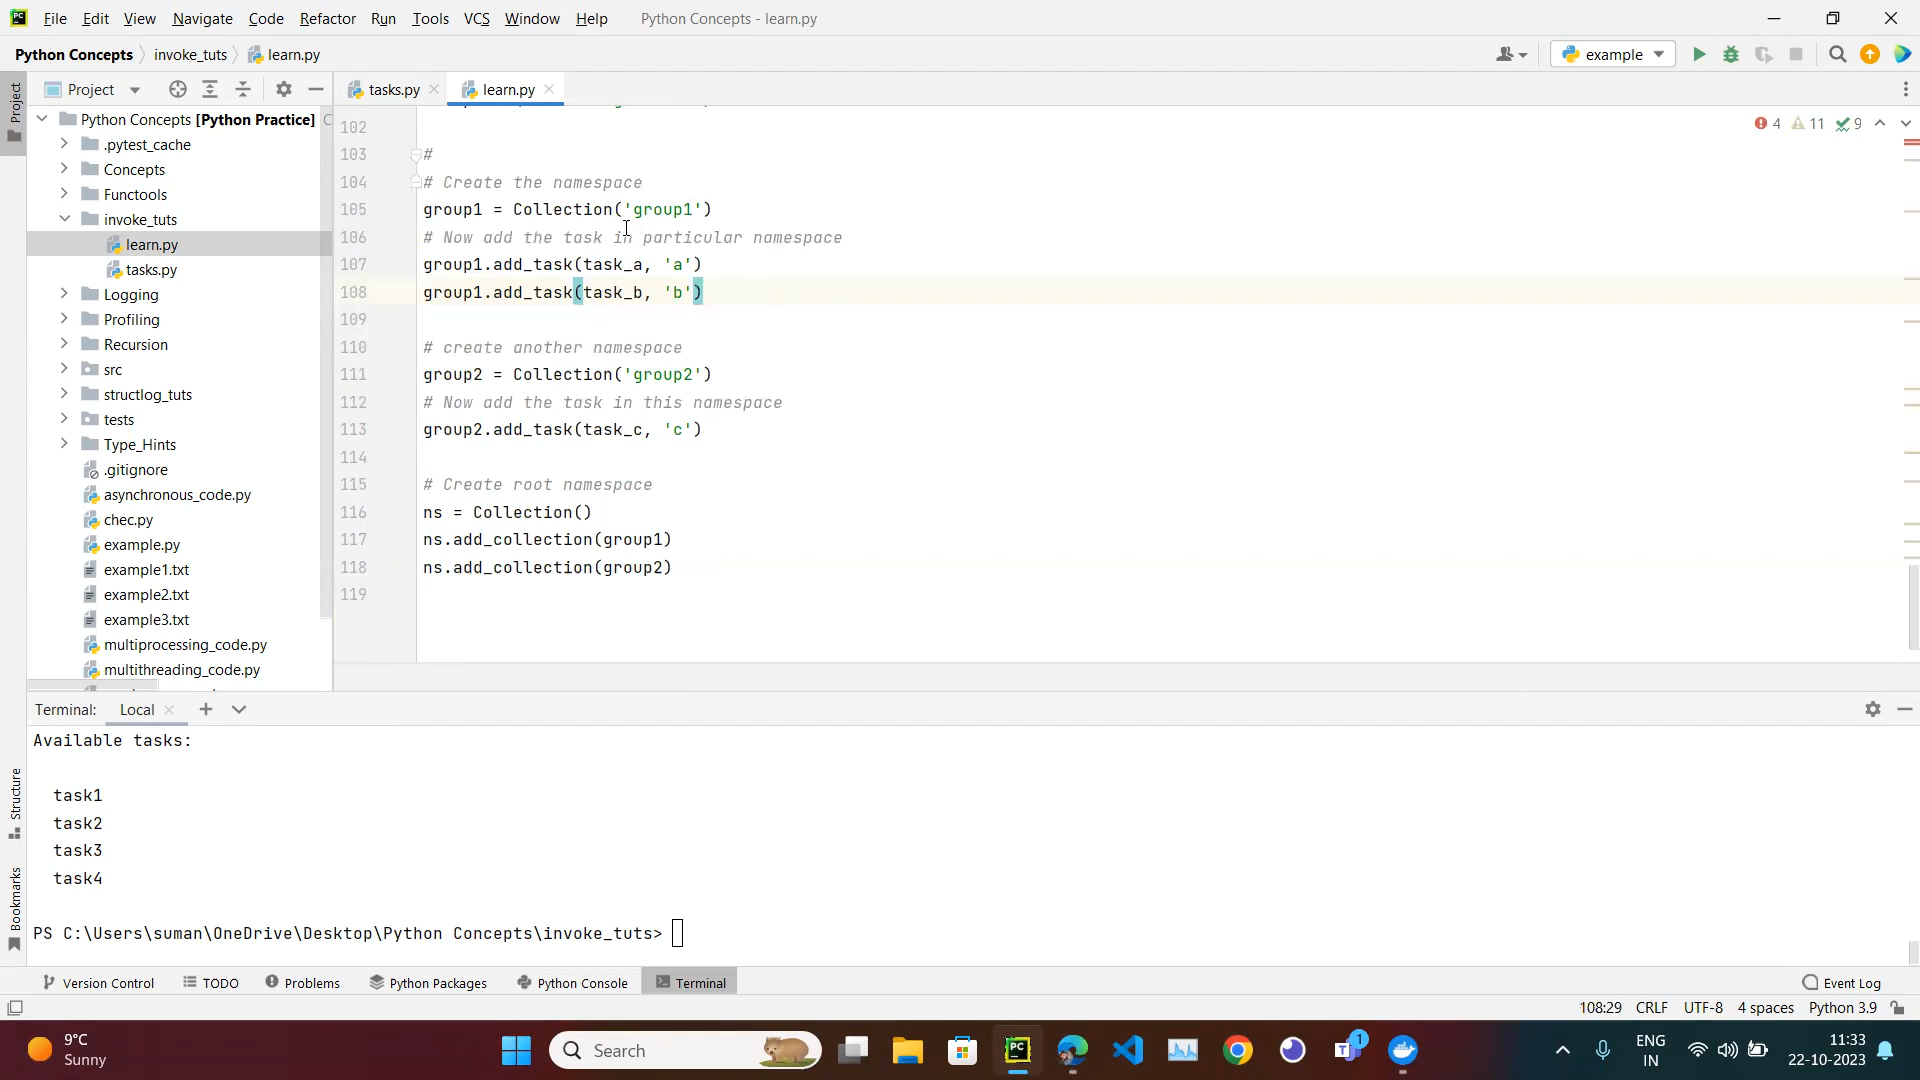 PC File Edit View Navigate Code Refactor Run Tools VCS Window Help Python Concepts - learn.py
Python Concepts invoke_tuts learn.py example
Project tasks.py learn.py
Project
Python Concepts [Python Practice]
.pytest_cache
Concepts
Functools
invoke_tuts
learn.py
tasks.py
Logging
Profiling
Recursion
src
structlog_tuts
tests
Type_Hints
.gitignore
asynchronous_code.py
chec.py
example.py
example1.txt
example2.txt
example3.txt
multiprocessing_code.py
multithreading_code.py
4 11 9
102
103 #
104 # Create the namespace
105 group1 = Collection('group1')
106 # Now add the task in particular namespace
107 group1.add_task(task_a, 'a')
108 group1.add_task(task_b, 'b')
109
110 # create another namespace
111 group2 = Collection('group2')
112 # Now add the task in this namespace
113 group2.add_task(task_c, 'c')
114
115 # Create root namespace
116 ns = Collection()
117 ns.add_collection(group1)
118 ns.add_collection(group2)
119
Terminal: Local
Available tasks:
task1
task2
task3
task4
PS C:\Users\suman\OneDrive\Desktop\Python Concepts\invoke_tuts>
Structure
Bookmarks
Version Control TODO Problems Python Packages Python Console Terminal Event Log
108:29 CRLF UTF-8 4 spaces Python 3.9
9°C
Sunny
Search
PC
1
ENG
IN
11:33
22-10-2023